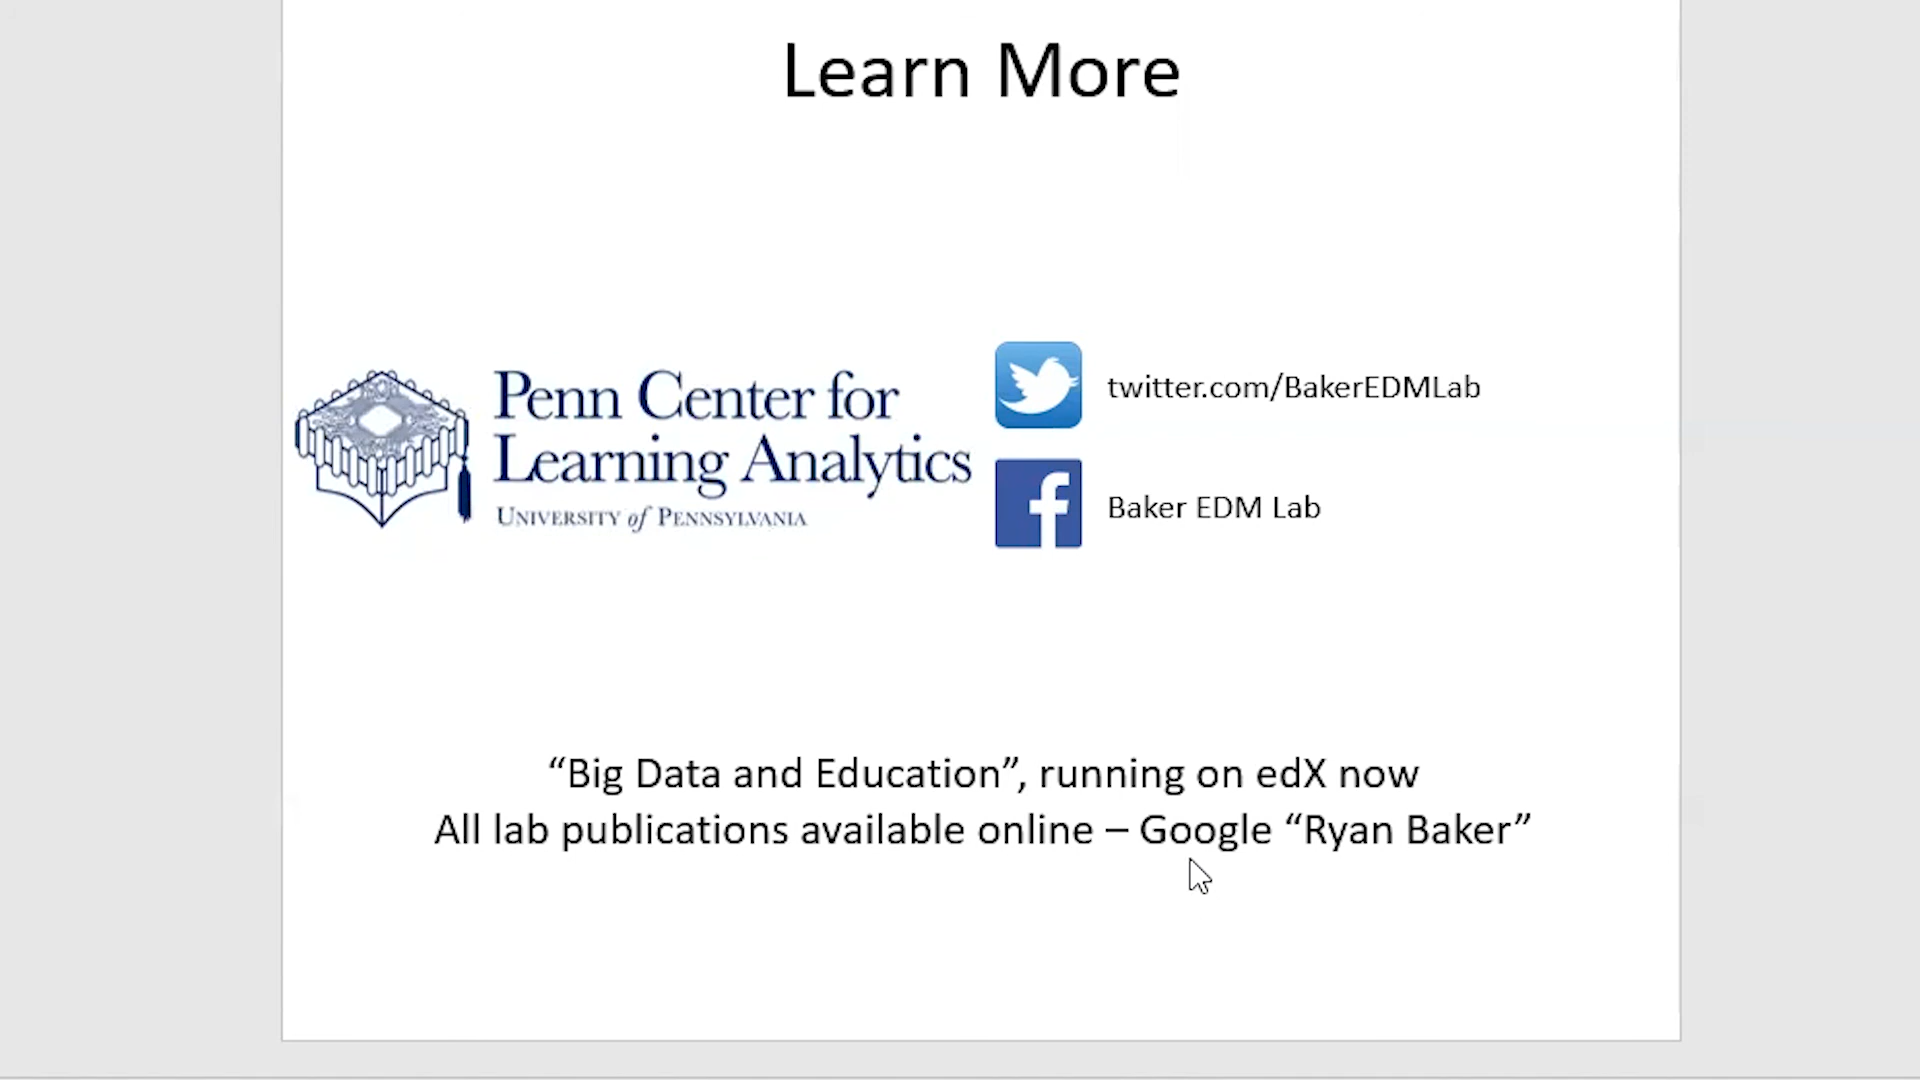 Learn More
Penn Center for
Learning Analytics
UNIVERSITY of PENNSYLVANIA
twitter.com/BakerEDMLab
Baker EDM Lab
“Big Data and Education”, running on edX now
All lab publications available online – Google “Ryan Baker”